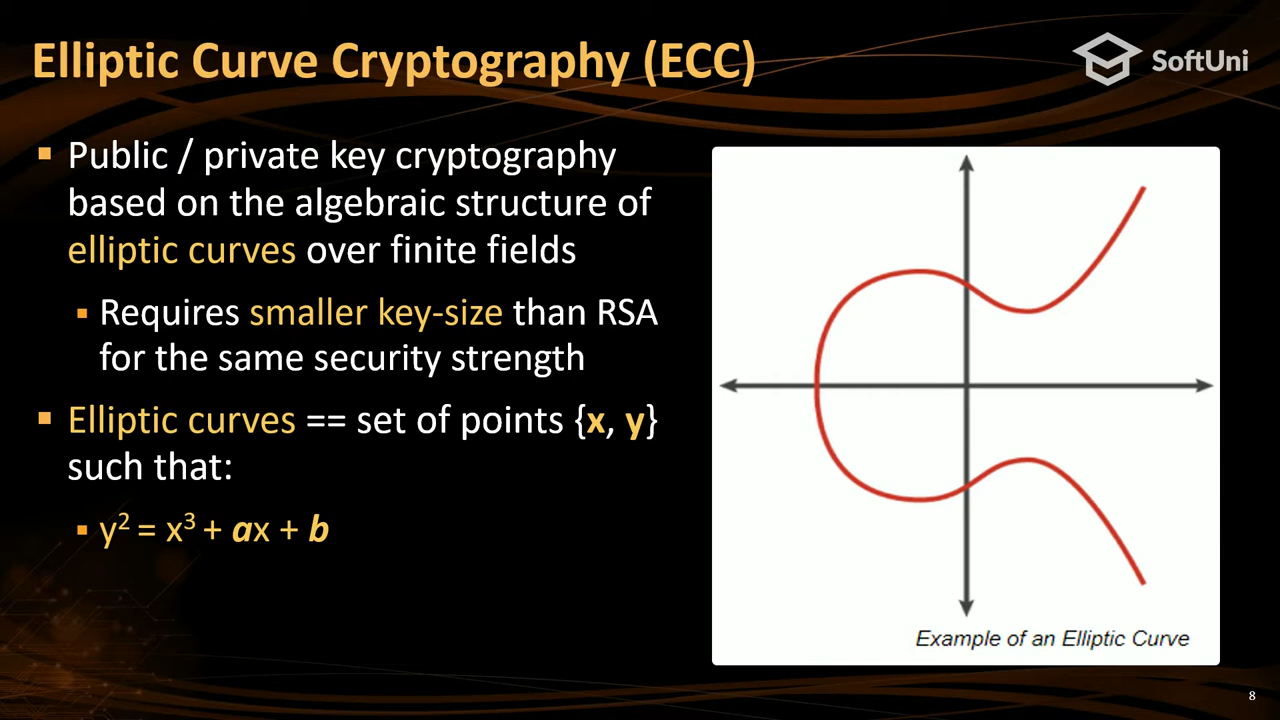 Elliptic Curve Cryptography (ECC)
SoftUni
▪ Public / private key cryptography
based on the algebraic structure of
elliptic curves over finite fields
▪ Requires smaller key-size than RSA
for the same security strength
▪ Elliptic curves == set of points {x, y}
such that:
▪ y² = x³ + ax + b
Example of an Elliptic Curve
8